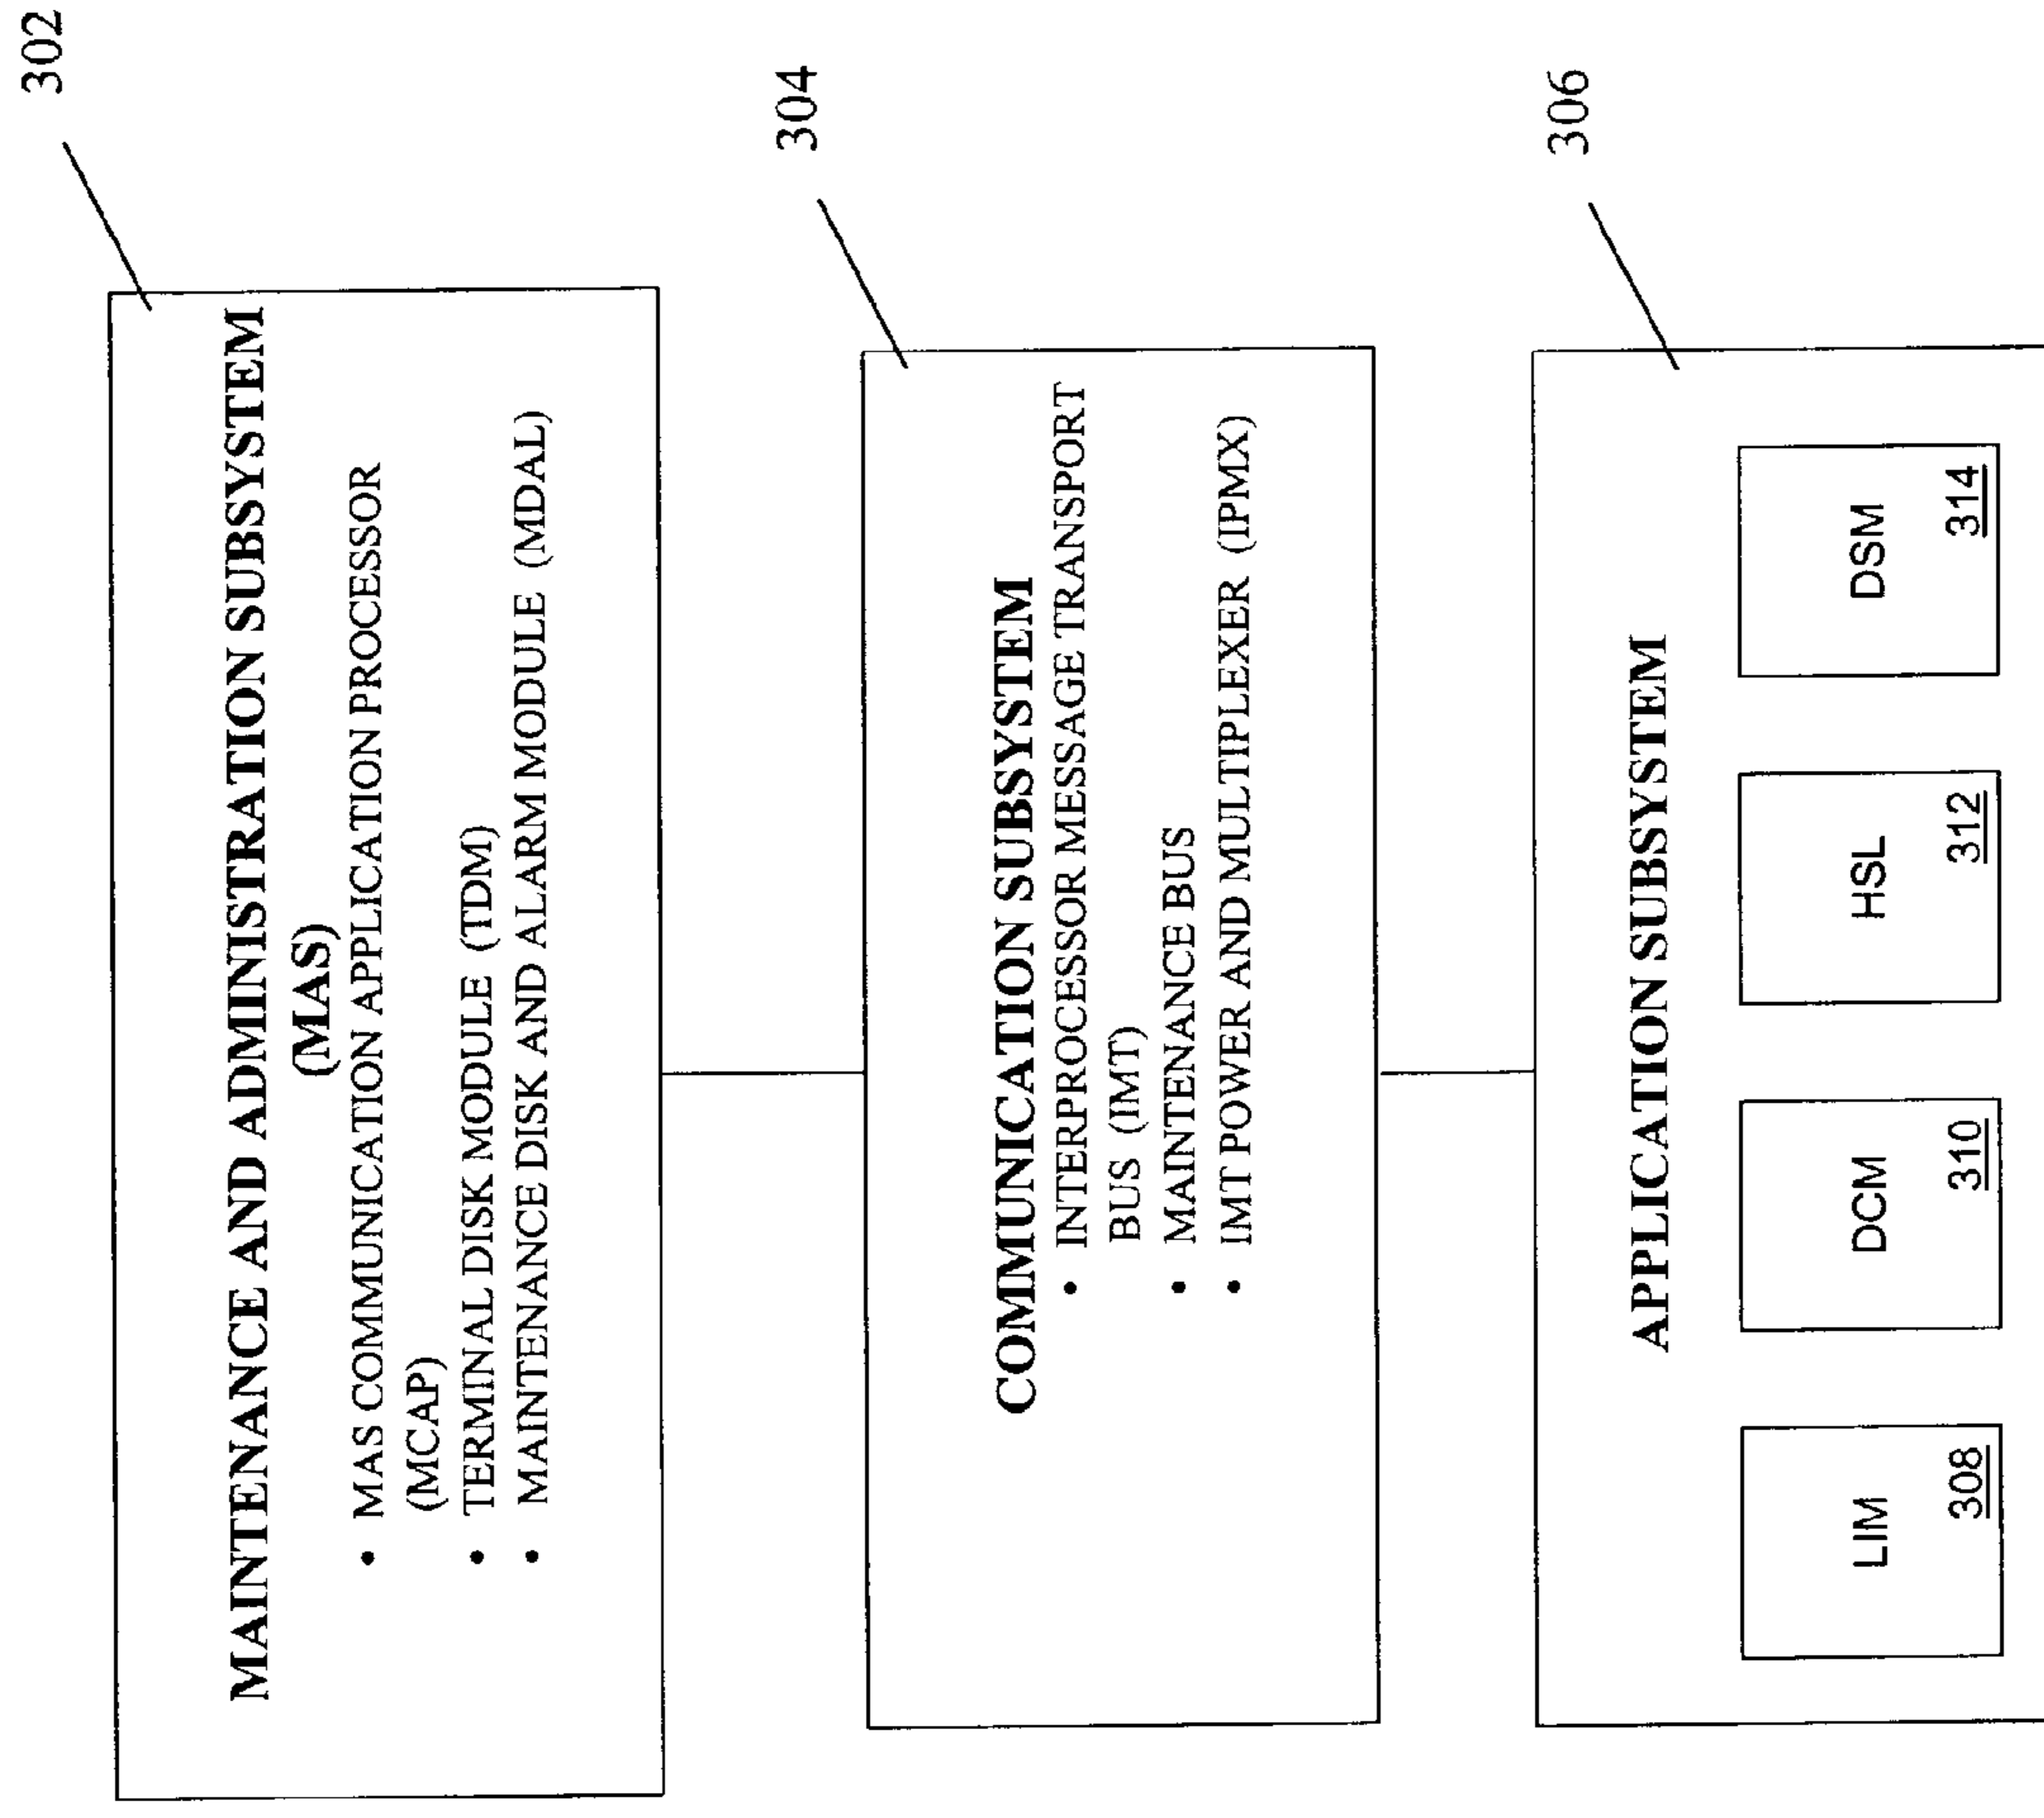 302
MAINTENANCE AND ADMINISTRATION SUBSYSTEM
(MAS)
• MAS COMMUNICATION APPLICATION PROCESSOR
(MCAP)
• TERMINAL DISK MODULE (TDM)
• MAINTENANCE DISK AND ALARM MODULE (MDAL)
304
COMMUNICATION SUBSYSTEM
• INTERPROCESSOR MESSAGE TRANSPORT
BUS (IMT)
• MAINTENANCE BUS
• IMT POWER AND MULTIPLEXER (IPMX)
306
APPLICATION SUBSYSTEM
LIM
308
DCM
310
HSL
312
DSM
314